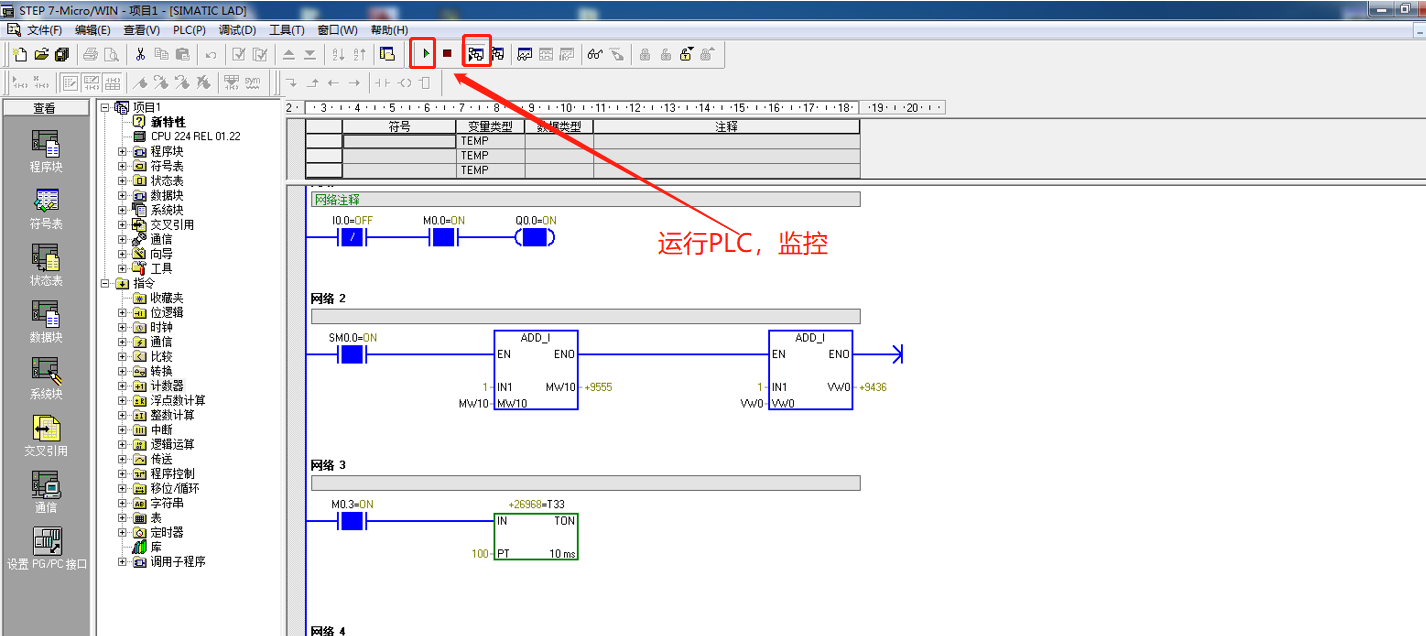 STEP 7-Micro/WIN - 项目1 - [SIMATIC LAD]
文件(F) 编辑(E) 查看(V) PLC(P) 调试(D) 工具(T) 窗口(W) 帮助(H)
sym
查看
程序块
符号表
状态表
数据块
系统块
交叉引用
通信
设置 PG/PC 接口
项目1
新特性
CPU 224 REL 01.22
程序块
符号表
状态表
数据块
系统块
交叉引用
通信
向导
工具
指令
收藏夹
位逻辑
时钟
通信
比较
转换
计数器
浮点数计算
整数计算
中断
逻辑运算
传送
程序控制
移位/循环
字符串
表
定时器
库
调用子程序
2 · · 3 · · 4 · · 5 · · 6 · · 7 · · 8 · · 9 · · 10 · · 11 · · 12 · · 13 · · 14 · · 15 · · 16 · · 17 · · 18 · · 19 · · 20 · ·
符号 变量类型 数据类型 注释
TEMP
TEMP
TEMP
网络注释
I0.0=OFF M0.0=ON Q0.0=ON
/
运行PLC，监控
网络 2
SM0.0=ON ADD_I ADD_I
EN ENO EN ENO
1 IN1 MW10 +9555 1 IN1 VW0 +9436
MW10 MW10 VW0 VW0
网络 3
M0.3=ON +26968=T33
IN TON
100 PT 10 ms
网络 4